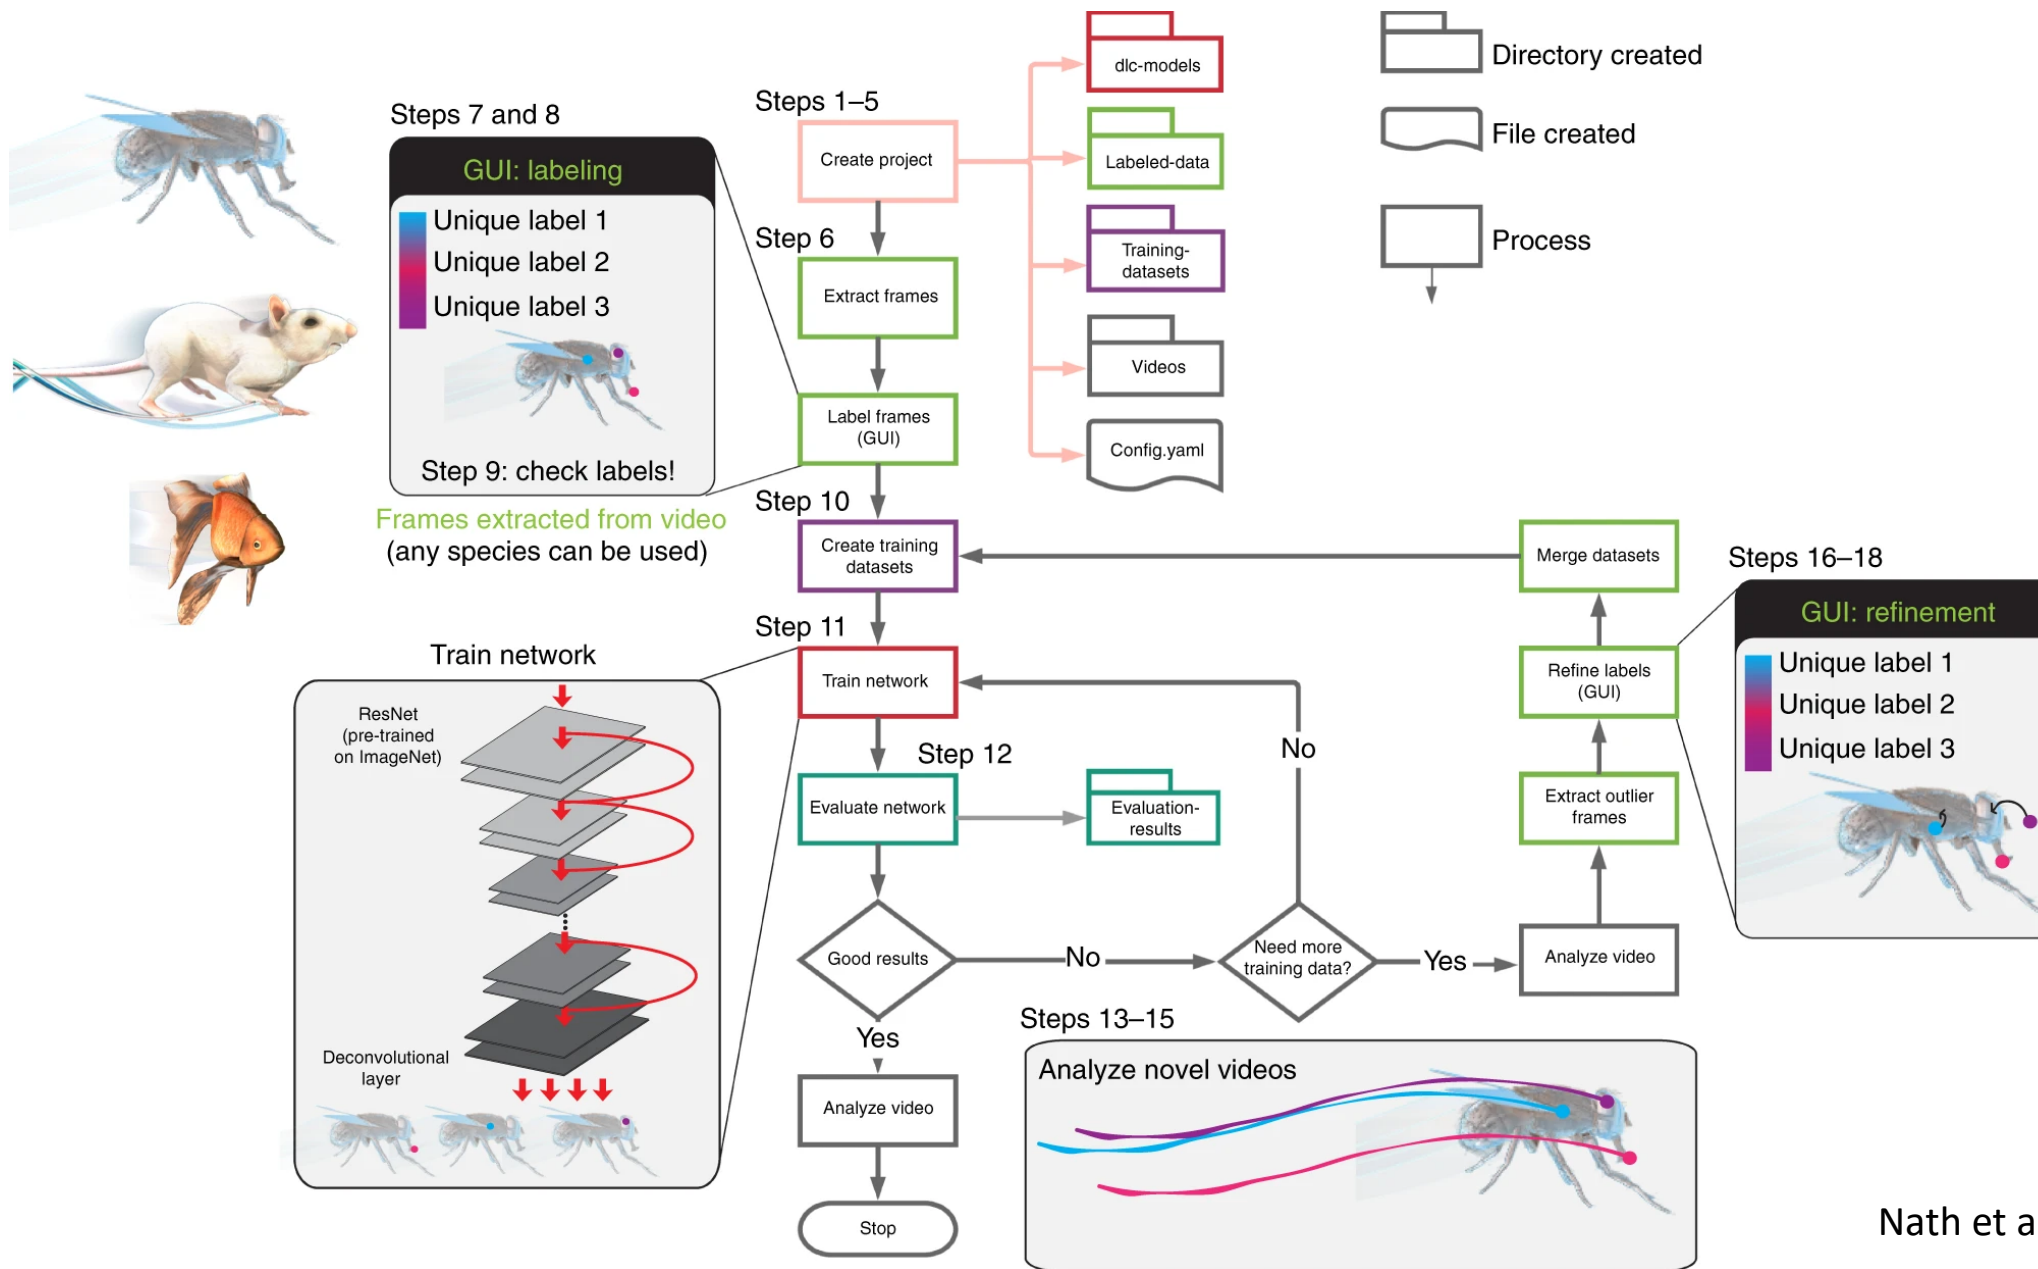 Steps 7 and 8
GUI: labeling
Unique label 1
Unique label 2
Unique label 3
Step 9: check labels!
Frames extracted from video
(any species can be used)
Steps 1–5
Create project
Step 6
Extract frames
Label frames
(GUI)
Step 10
Create training
datasets
Step 11
Train network
Step 12
Evaluate network
Good results
Yes
Analyze video
Stop
dlc-models
Labeled-data
Training-
datasets
Videos
Config.yaml
Evaluation-
results
Directory created
File created
Process
Train network
ResNet
(pre-trained
on ImageNet)
Deconvolutional
layer
No
Need more
training data?
No
Yes
Analyze video
Extract outlier
frames
Refine labels
(GUI)
Merge datasets
Steps 16–18
GUI: refinement
Unique label 1
Unique label 2
Unique label 3
Steps 13–15
Analyze novel videos
Nath et a